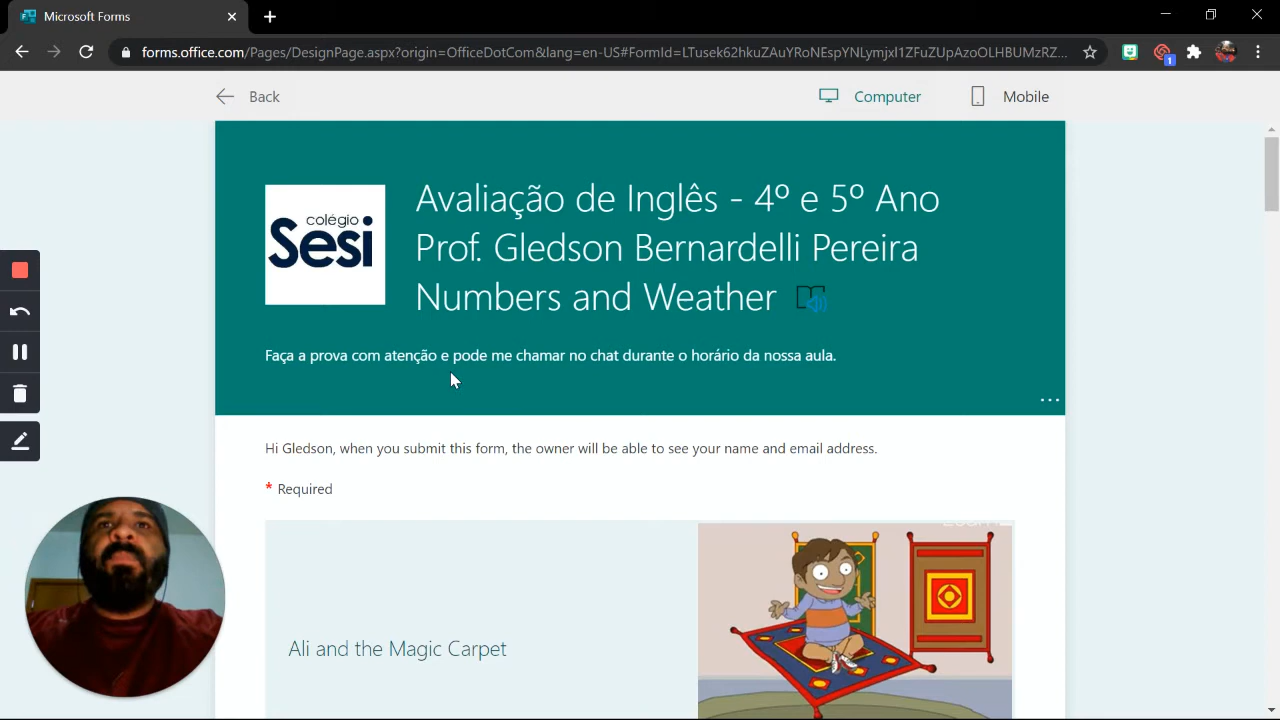 Microsoft Forms
forms.office.com/Pages/DesignPage.aspx?origin=OfficeDotCom&lang=en-US#FormId=LTusek62hkuZAuYRoNEspYNLymjxI1ZFuZUpAzoOLHBUMzRZ...
1
Back
Computer
Mobile
colégio
Sesi
Avaliação de Inglês - 4º e 5º Ano
Prof. Gledson Bernardelli Pereira
Numbers and Weather
Faça a prova com atenção e pode me chamar no chat durante o horário da nossa aula.
Hi Gledson, when you submit this form, the owner will be able to see your name and email address.
* Required
Ali and the Magic Carpet